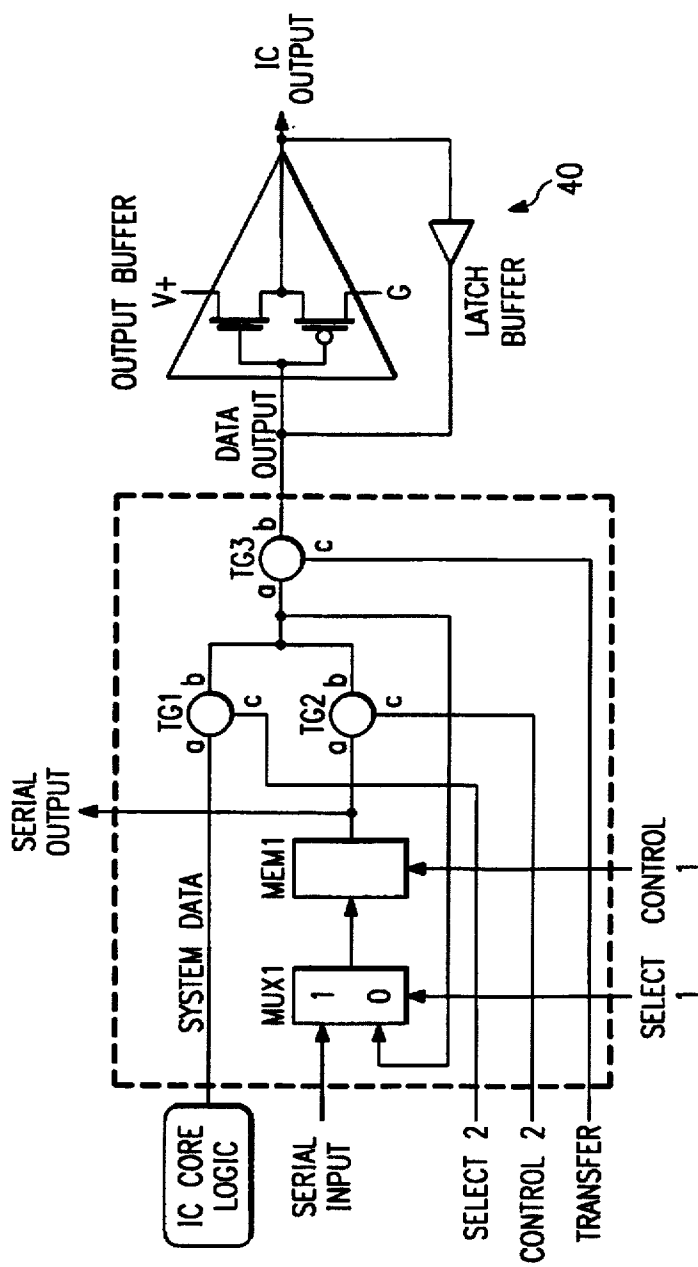 SERIAL
OUTPUT
OUTPUT BUFFER
V+
IC
OUTPUT
IC CORE
LOGIC
SYSTEM DATA
TG1
a
b
c
TG3
a
b
c
DATA
OUTPUT
G
SERIAL
INPUT
MUX1
1
0
MEM1
TG2
a
b
c
LATCH
BUFFER
40
SELECT 2
CONTROL 2
TRANSFER
SELECT
1
CONTROL
1